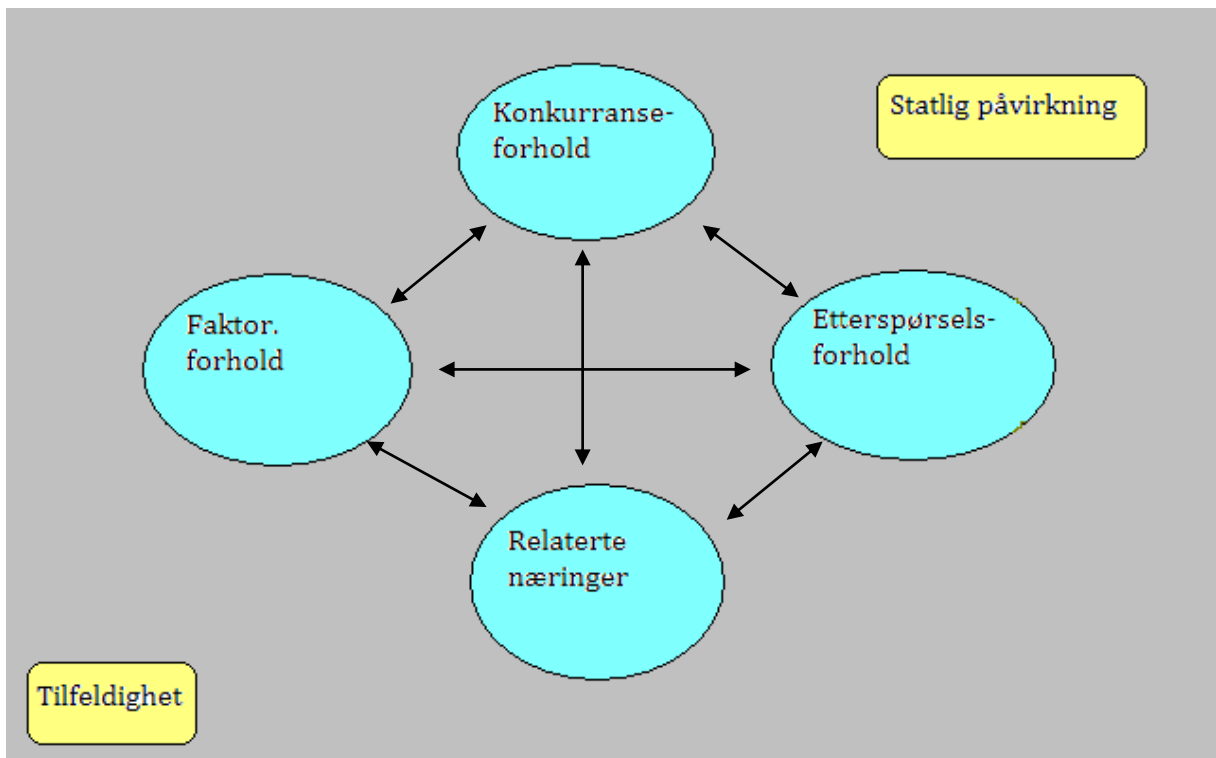 Konkurranse-
forhold
Statlig påvirkning
Faktor.
forhold
Etterspørsels-
forhold
Relaterte
næringer
Tilfeldighet